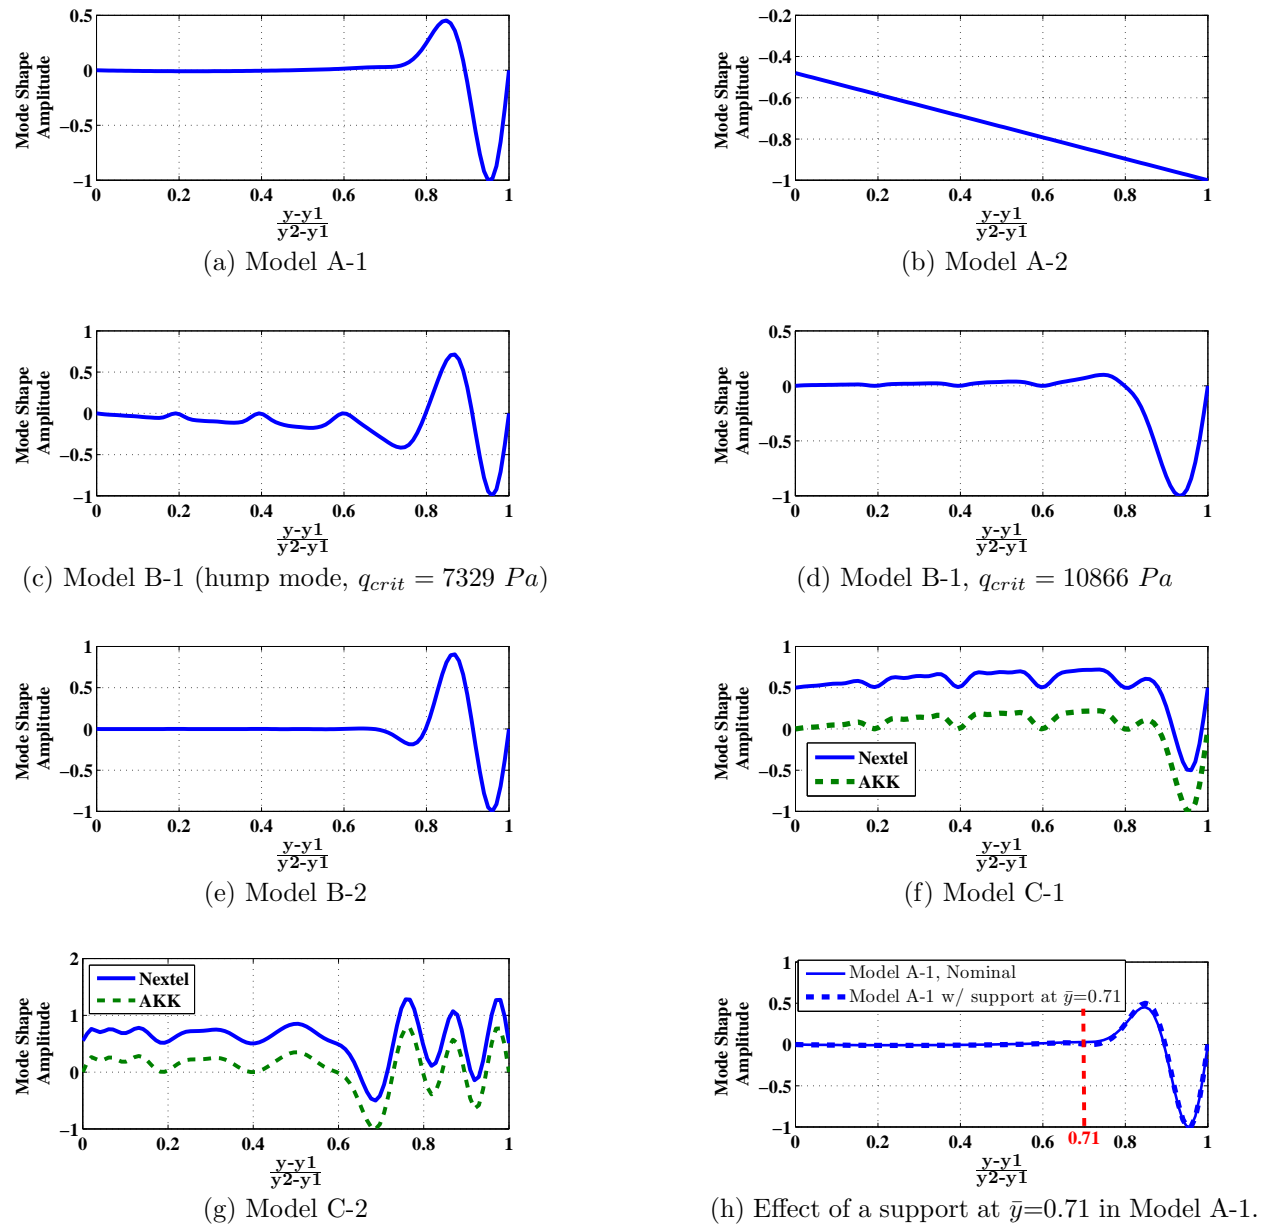 0.5
0
−0.5
−1
Mode Shape
Amplitude
0 0.2 0.4 0.6 0.8 1
y-y1
y2-y1
(a) Model A-1
−0.2
−0.4
−0.6
−0.8
−1
Mode Shape
Amplitude
0 0.2 0.4 0.6 0.8 1
y-y1
y2-y1
(b) Model A-2
1
0.5
0
−0.5
−1
Mode Shape
Amplitude
0 0.2 0.4 0.6 0.8 1
y-y1
y2-y1
(c) Model B-1 (hump mode, q_crit = 7329 Pa)
0.5
0
−0.5
−1
Mode Shape
Amplitude
0 0.2 0.4 0.6 0.8 1
y-y1
y2-y1
(d) Model B-1, q_crit = 10866 Pa
1
0.5
0
−0.5
−1
Mode Shape
Amplitude
0 0.2 0.4 0.6 0.8 1
y-y1
y2-y1
(e) Model B-2
1
0.5
0
−0.5
−1
Mode Shape
Amplitude
Nextel
AKK
0 0.2 0.4 0.6 0.8 1
y-y1
y2-y1
(f) Model C-1
2
1
0
−1
Mode Shape
Amplitude
Nextel
AKK
0 0.2 0.4 0.6 0.8 1
y-y1
y2-y1
(g) Model C-2
1
0.5
0
−0.5
−1
Mode Shape
Amplitude
Model A-1, Nominal
Model A-1 w/ support at ȳ=0.71
0 0.2 0.4 0.6 0.71 0.8 1
y-y1
y2-y1
(h) Effect of a support at ȳ=0.71 in Model A-1.